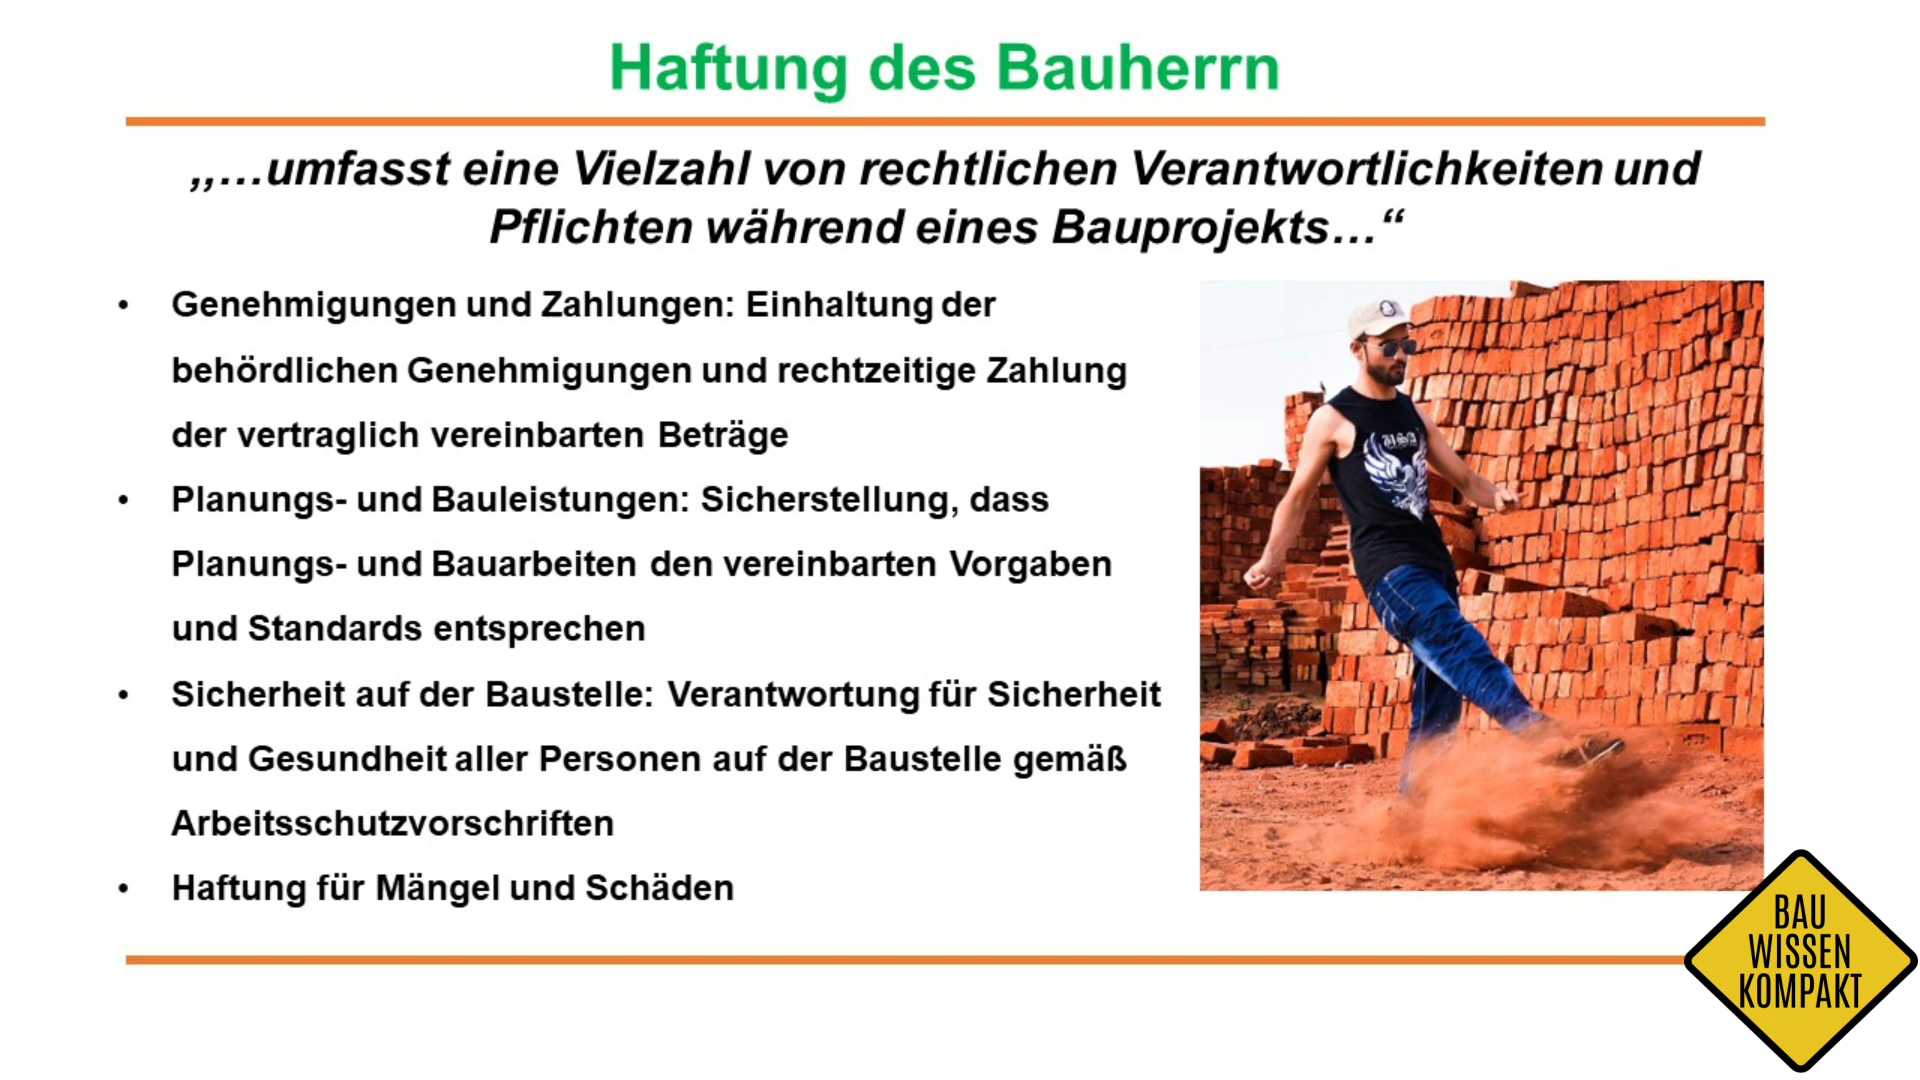 Haftung des Bauherrn
„…umfasst eine Vielzahl von rechtlichen Verantwortlichkeiten und
Pflichten während eines Bauprojekts…“
• Genehmigungen und Zahlungen: Einhaltung der
behördlichen Genehmigungen und rechtzeitige Zahlung
der vertraglich vereinbarten Beträge
• Planungs- und Bauleistungen: Sicherstellung, dass
Planungs- und Bauarbeiten den vereinbarten Vorgaben
und Standards entsprechen
• Sicherheit auf der Baustelle: Verantwortung für Sicherheit
und Gesundheit aller Personen auf der Baustelle gemäß
Arbeitsschutzvorschriften
• Haftung für Mängel und Schäden
USA
BAU
WISSEN
KOMPAKT